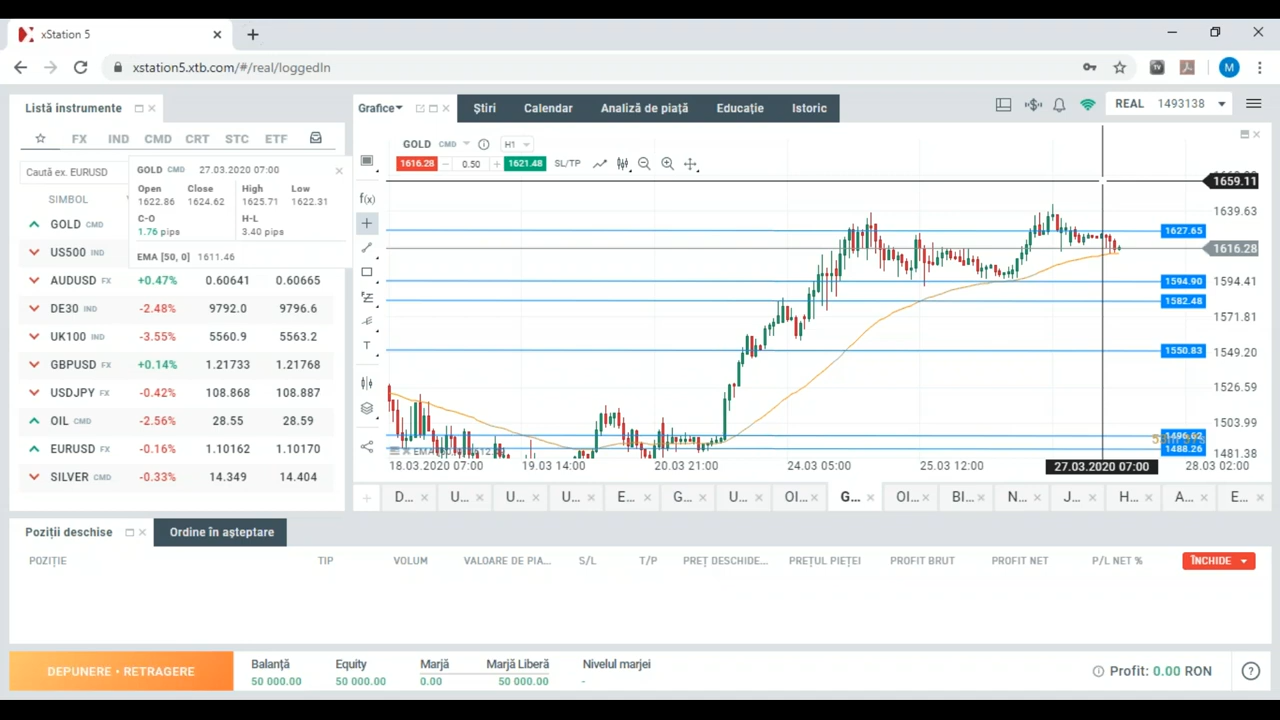 xStation 5
xstation5.xtb.com/#/real/loggedIn
M
Listă instrumente
FX IND CMD CRT STC ETF
Caută ex. EURUSD
SIMBOL
GOLD CMD 27.03.2020 07:00
Open Close High Low
1622.86 1624.62 1625.71 1622.31
C-O H-L
1.76 pips 3.40 pips
EMA [50, 0] 1611.46
GOLD CMD
US500 IND
AUDUSD FX +0.47% 0.60641 0.60665
DE30 IND -2.48% 9792.0 9796.6
UK100 IND -3.55% 5560.9 5563.2
GBPUSD FX +0.14% 1.21733 1.21768
USDJPY FX -0.42% 108.868 108.887
OIL CMD -2.56% 28.55 28.59
EURUSD FX -0.16% 1.10162 1.10170
SILVER CMD -0.33% 14.349 14.404
Grafice Știri Calendar Analiză de piață Educație Istoric
REAL 1493138
GOLD CMD H1
1616.28 0.50 1621.48 SL/TP
f(x)
T
1659.11
1639.63
1627.65
1616.28
1594.90 1594.41
1582.48
1571.81
1550.83 1549.20
1526.59
1503.99
1488.26 1481.38
18.03.2020 07:00 19.03 14:00 20.03 21:00 24.03 05:00 25.03 12:00 27.03.2020 07:00 28.03 02:00
D... U... U... U... E... G... U... OI... G... OI... BI... N... J... H... A... E...
Poziții deschise Ordine în așteptare
POZIȚIE TIP VOLUM VALOARE DE PIA... S/L T/P PREȚ DESCHIDE... PREȚUL PIEȚEI PROFIT BRUT PROFIT NET P/L NET % ÎNCHIDE
DEPUNERE • RETRAGERE
Balanță Equity Marjă Marjă Liberă Nivelul marjei
50 000.00 50 000.00 0.00 50 000.00 -
Profit: 0.00 RON